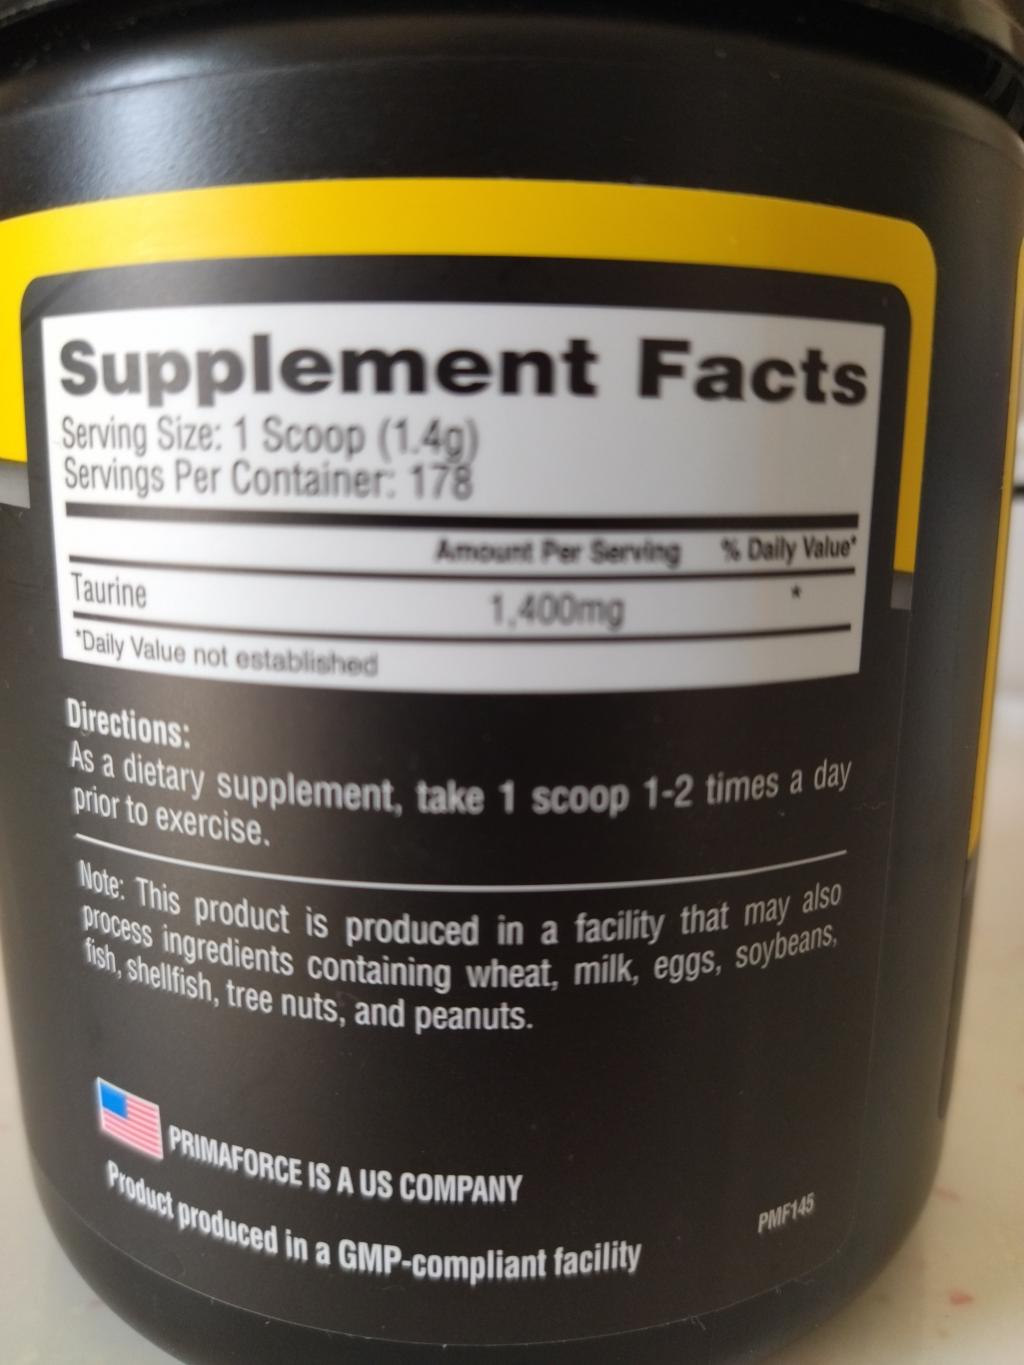 Supplement Facts
Serving Size: 1 Scoop (1.4g)
Servings Per Container: 178
Amount Per Serving % Daily Value*
Taurine 1,400mg *
*Daily Value not established
Directions:
As a dietary supplement, take 1 scoop 1-2 times a day
prior to exercise.
Note: This product is produced in a facility that may also
process ingredients containing wheat, milk, eggs, soybeans,
fish, shellfish, tree nuts, and peanuts.
PRIMAFORCE IS A US COMPANY
Product produced in a GMP-compliant facility
PMF145